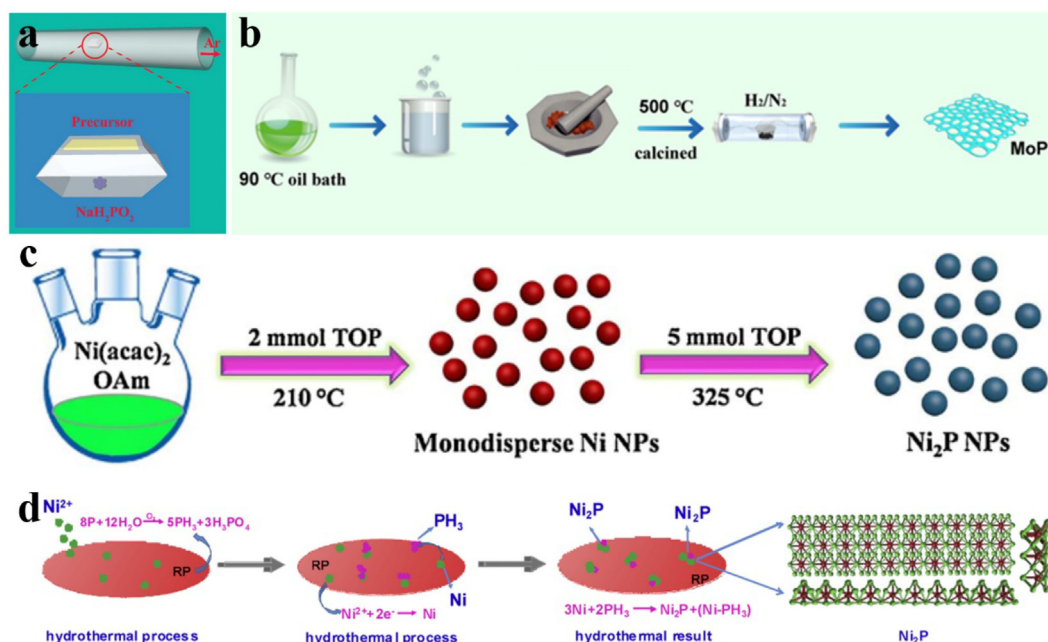 a
Ar
Precursor
NaH₂PO₂
b
90 °C oil bath
500 °C
calcined
H₂/N₂
MoP
c
Ni(acac)₂
OAm
2 mmol TOP
210 °C
Monodisperse Ni NPs
5 mmol TOP
325 °C
Ni₂P NPs
d
Ni²⁺
8P+12H₂O →(O₂) 5PH₃+3H₃PO₄
RP
hydrothermal process
PH₃
RP
Ni
Ni²⁺+2e⁻ → Ni
hydrothermal process
Ni₂P
Ni₂P
RP
3Ni+2PH₃ → Ni₂P+(Ni-PH₃)
hydrothermal result
Ni₂P